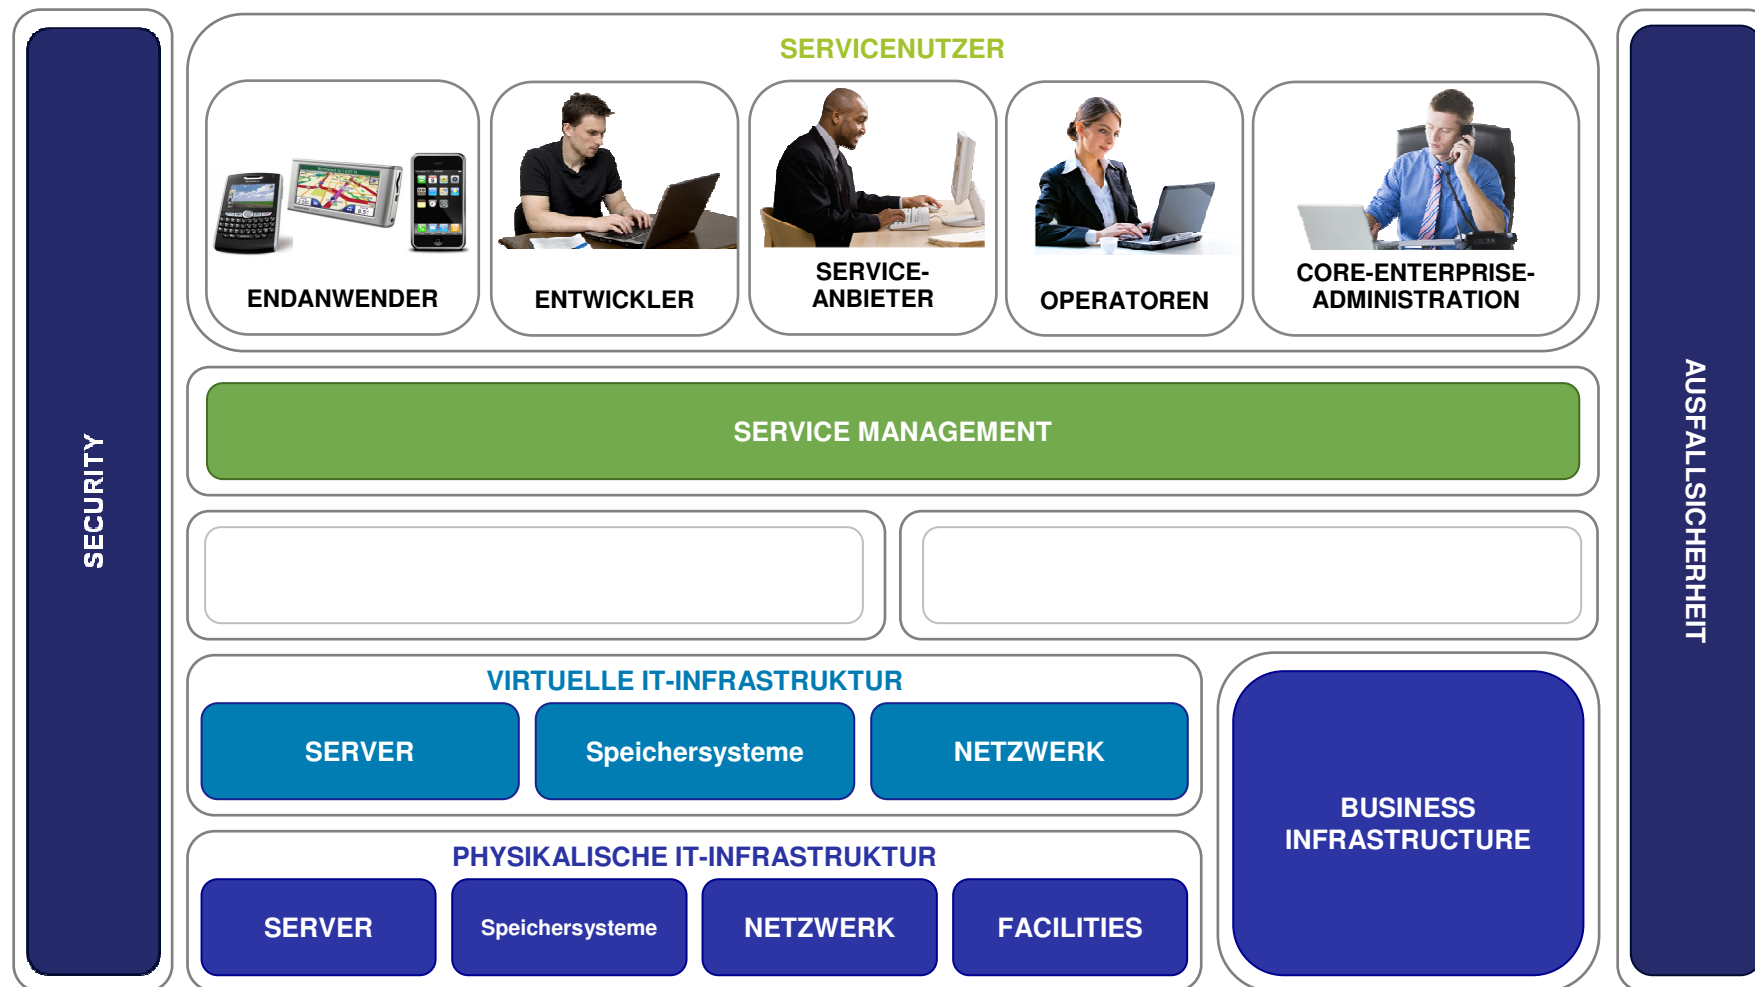 SERVICENUTZER
ENDANWENDER
ENTWICKLER
SERVICE-
ANBIETER
OPERATOREN
CORE-ENTERPRISE-
ADMINISTRATION
SECURITY
SERVICE MANAGEMENT
AUSFALLSICHERHEIT
VIRTUELLE IT-INFRASTRUKTUR
SERVER
Speichersysteme
NETZWERK
BUSINESS
INFRASTRUCTURE
PHYSIKALISCHE IT-INFRASTRUKTUR
SERVER
Speichersysteme
NETZWERK
FACILITIES